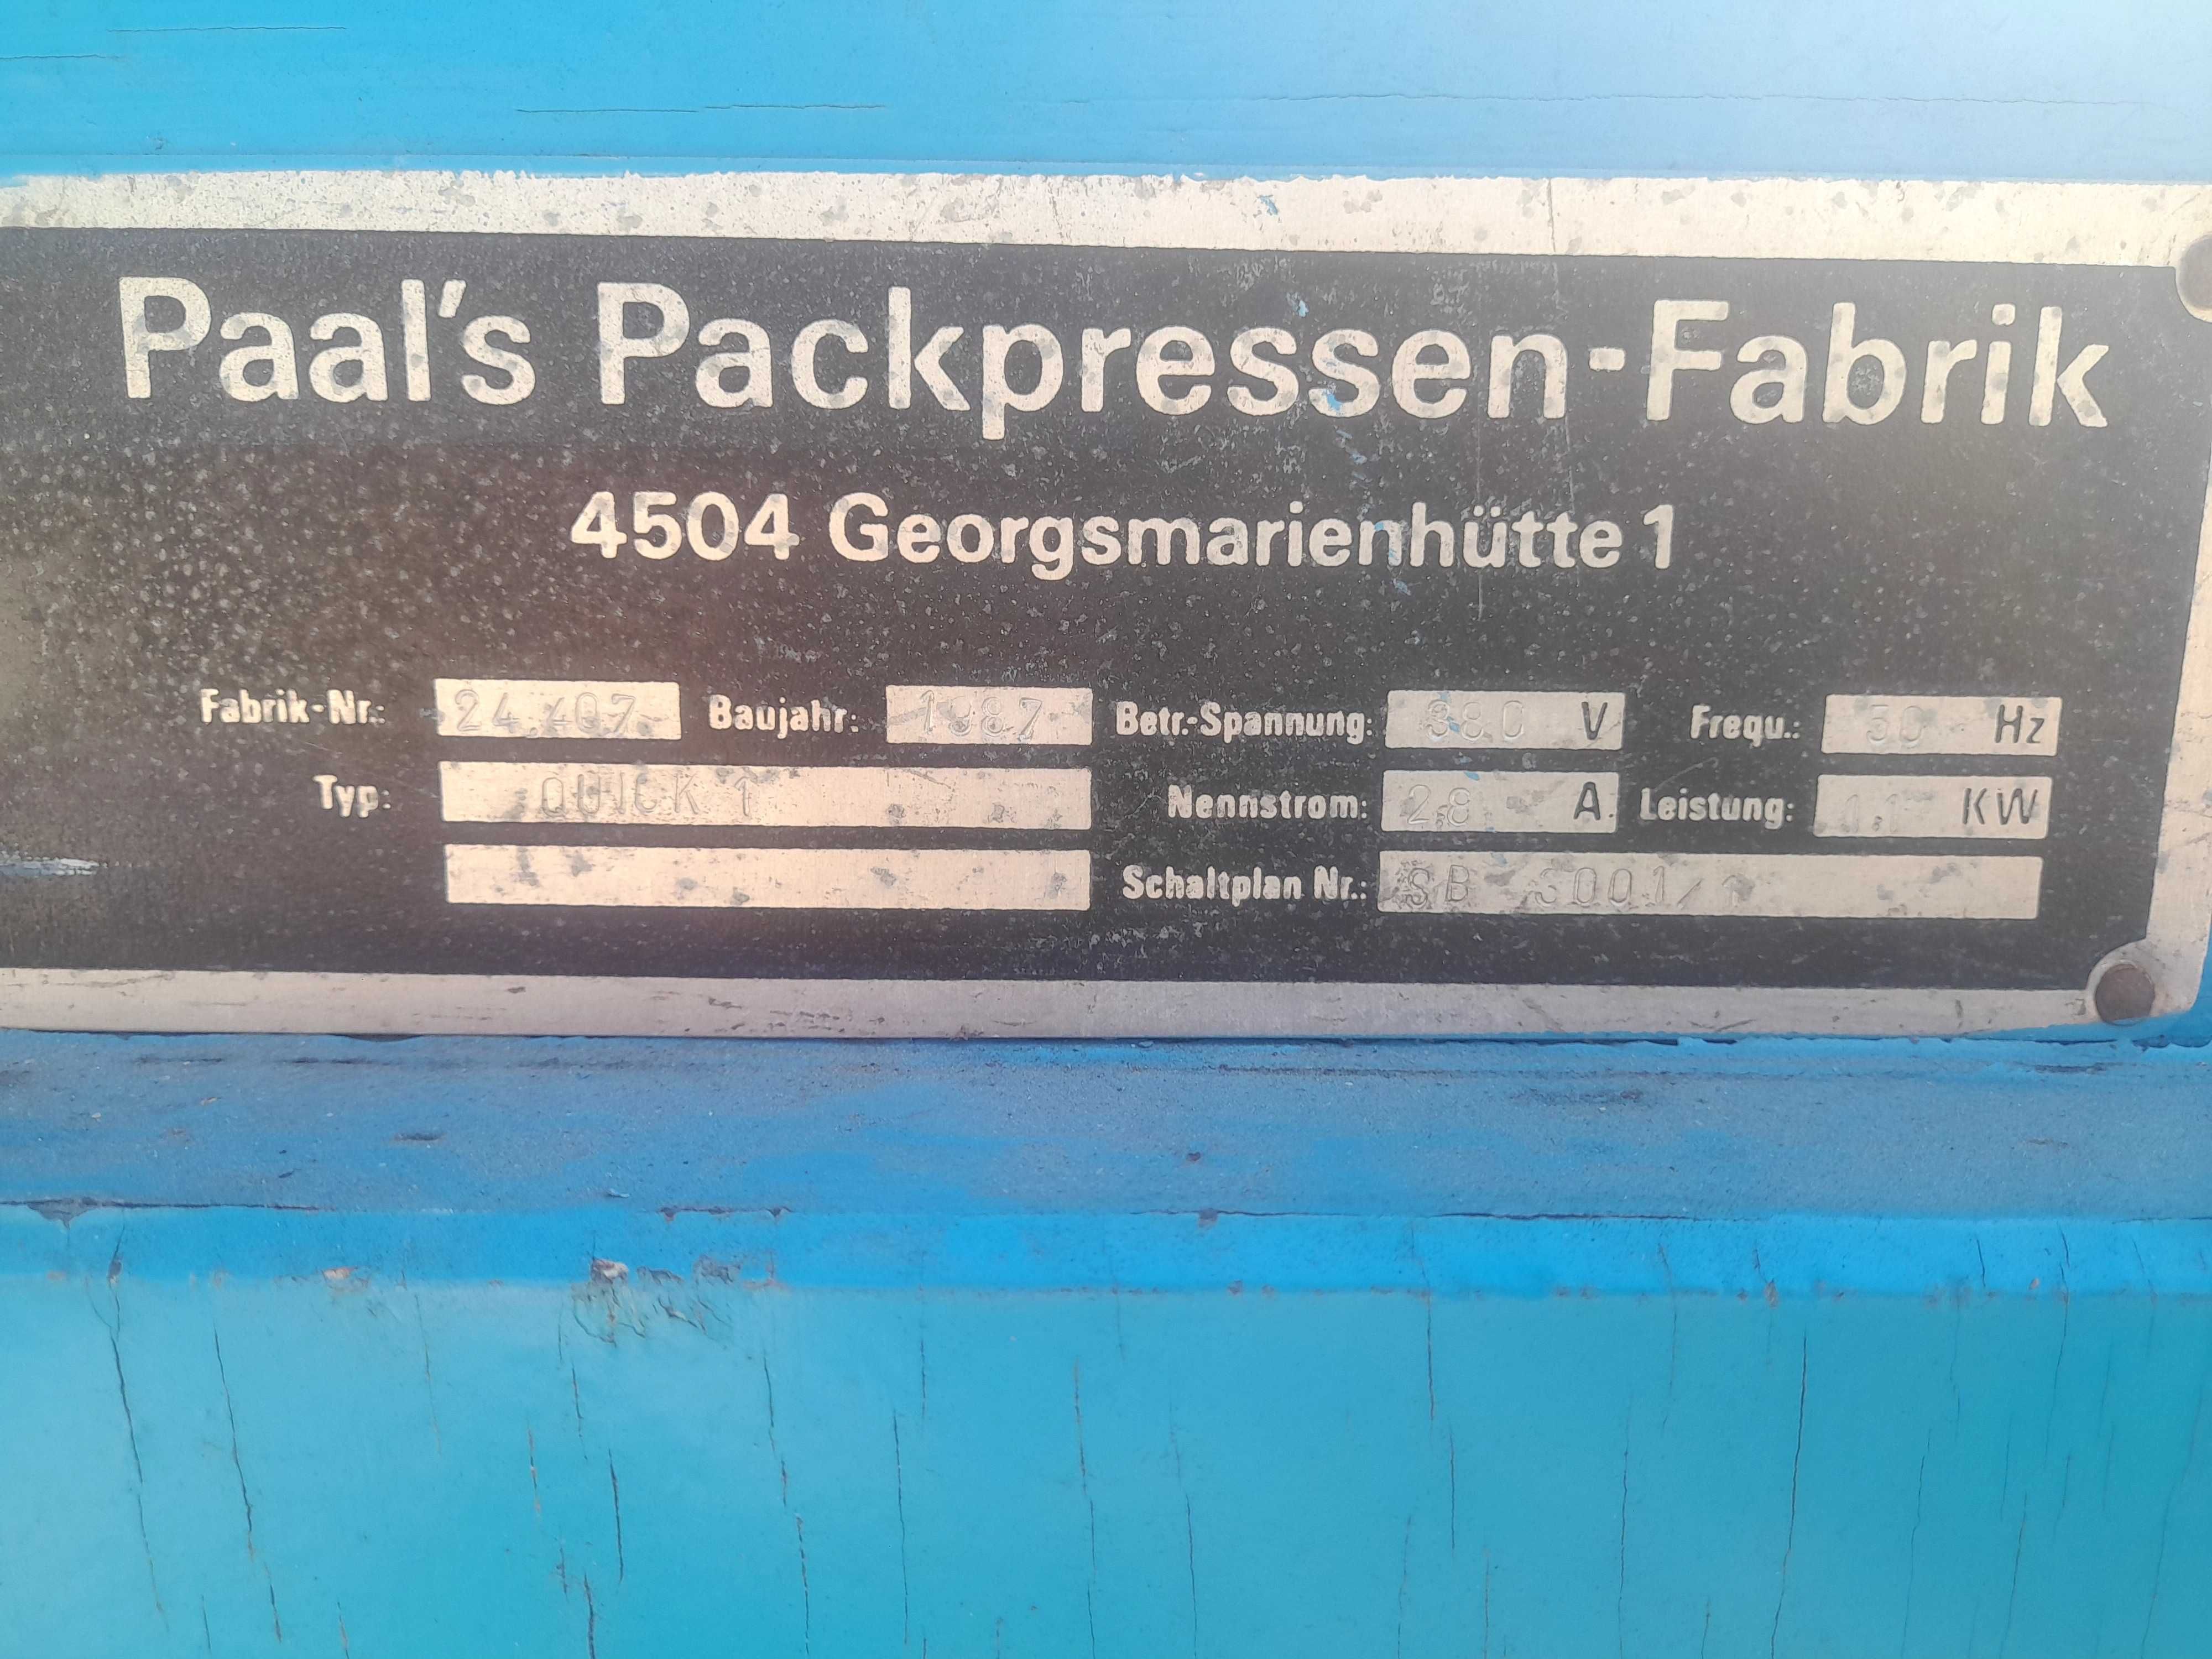 Paal's Packpressen-Fabrik
4504 Georgsmarienhütte 1
Fabrik-Nr.: 24.407 Baujahr: 1987 Betr.-Spannung: 380 V Frequ.: 50 Hz
Typ: QUICK 1 Nennstrom: 2,8 A Leistung: 1,1 KW
Schaltplan Nr.: SB 3001/1